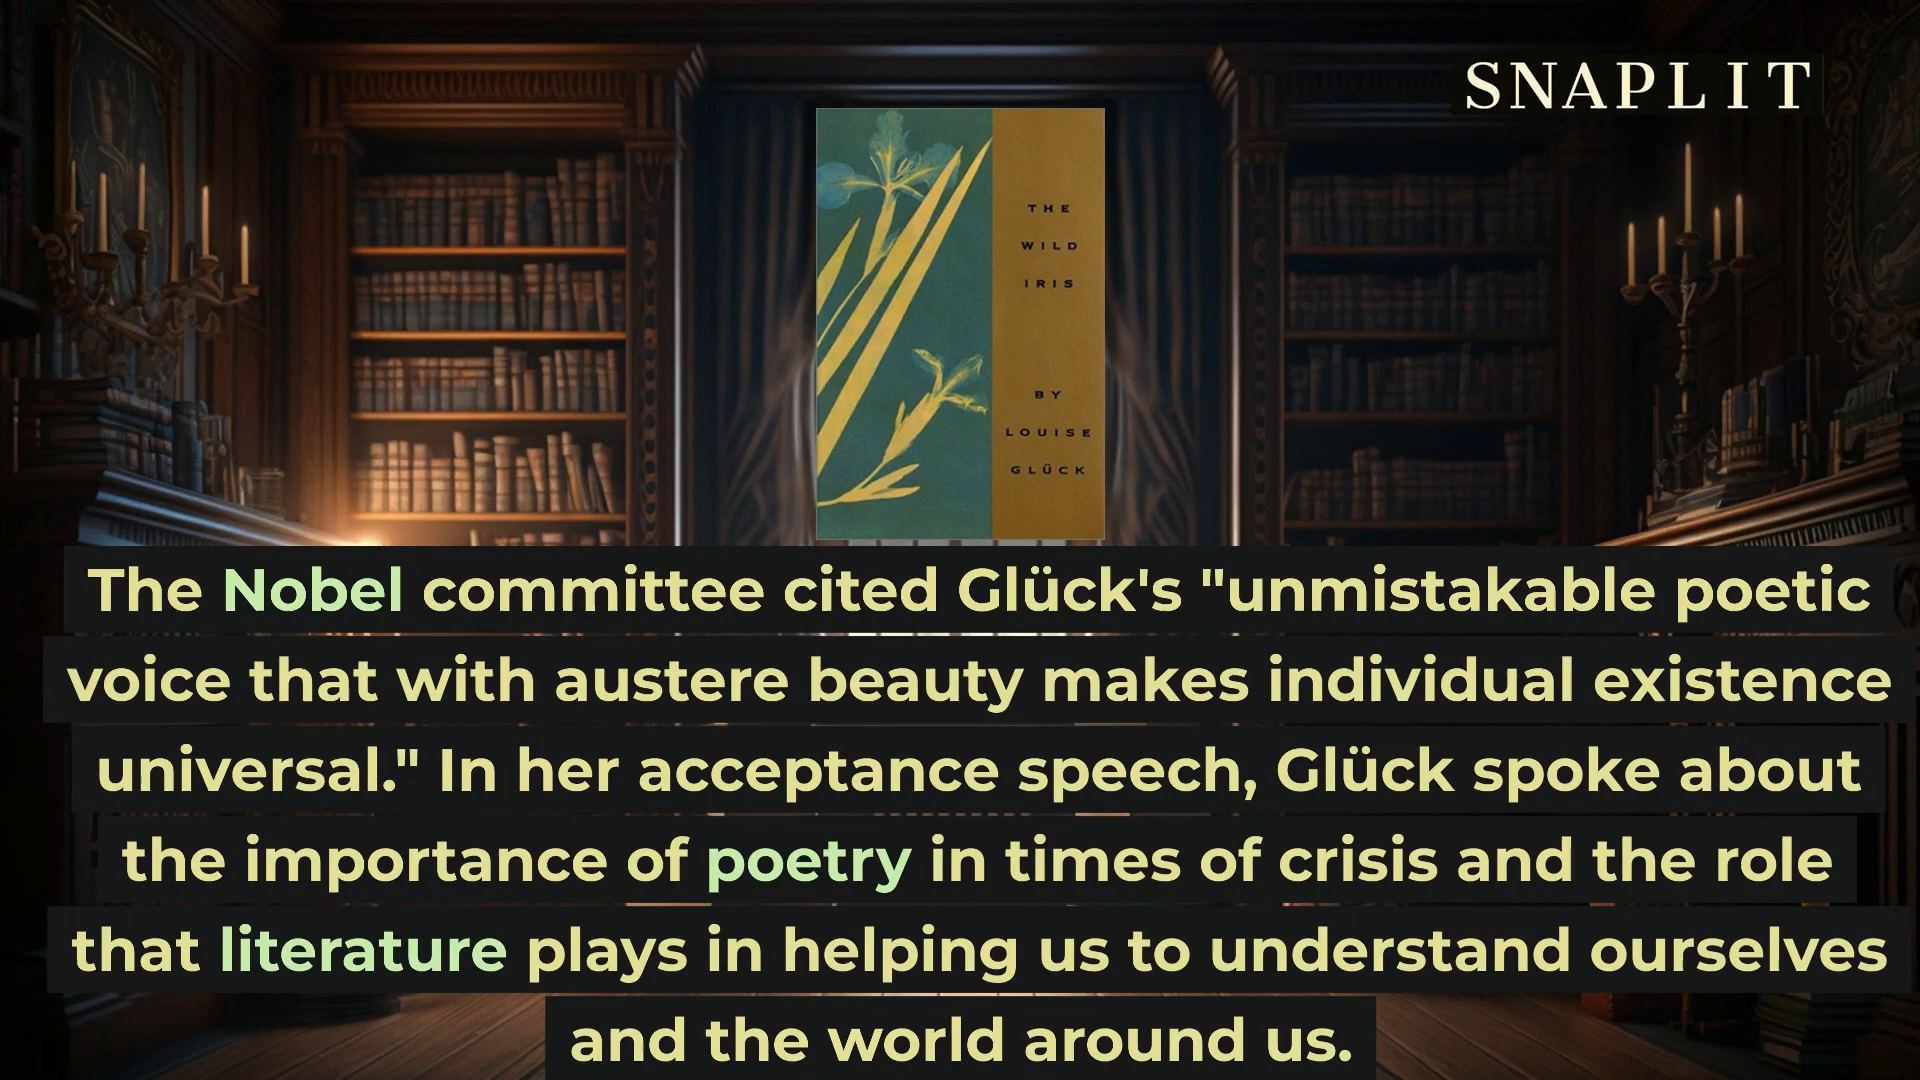 SNAPLIT
THE
WILD
IRIS
BY
LOUISE
GLÜCK
The Nobel committee cited Glück's "unmistakable poetic
voice that with austere beauty makes individual existence
universal." In her acceptance speech, Glück spoke about
the importance of poetry in times of crisis and the role
that literature plays in helping us to understand ourselves
and the world around us.